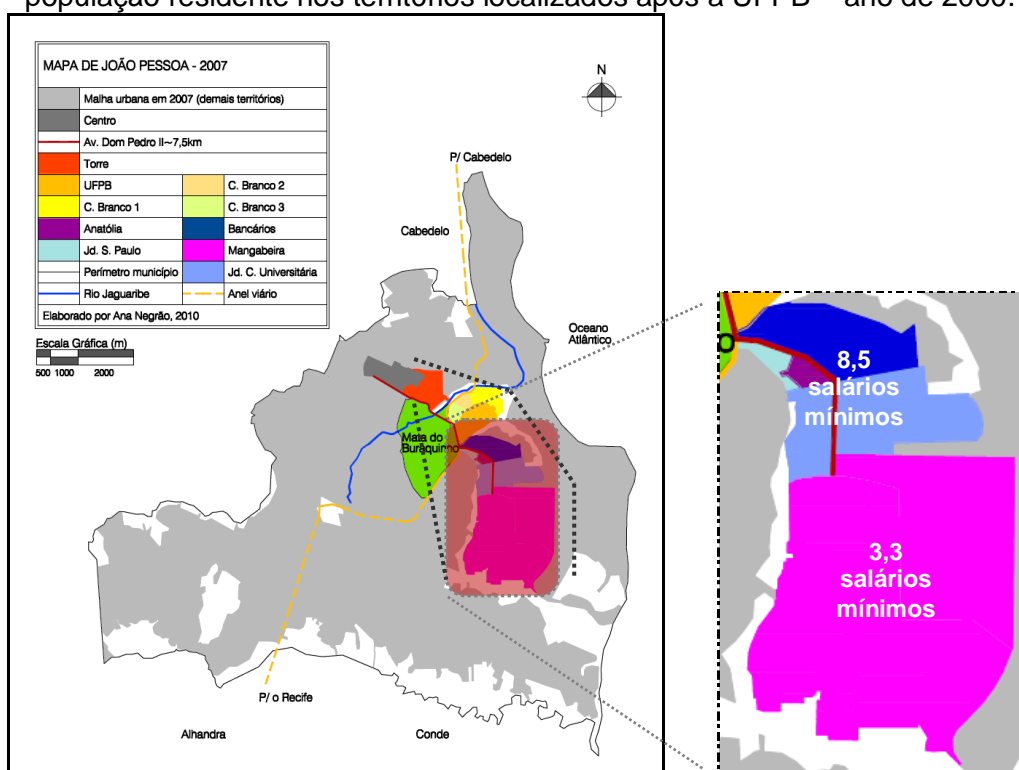 população residente nos territórios localizados após a UFPB – ano de 2000.
MAPA DE JOÃO PESSOA - 2007
Malha urbana em 2007 (demais territórios)
Centro
Av. Dom Pedro II~7,5km
Torre
UFPB
C. Branco 2
C. Branco 1
C. Branco 3
Anatólia
Bancários
Jd. S. Paulo
Mangabeira
Perímetro município
Jd. C. Universitária
Rio Jaguaribe
Anel viário
Elaborado por Ana Negrão, 2010
Escala Gráfica (m)
500 1000 2000
N
P/ Cabedelo
Cabedelo
Oceano
Atlântico
Mata do
Buraquinho
P/ o Recife
Alhandra
Conde
8,5
salários
mínimos
3,3
salários
mínimos